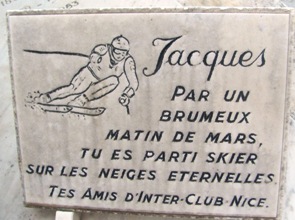 Jacques
PAR UN
BRUMEUX
MATIN DE MARS,
TU ES PARTI SKIER
SUR LES NEIGES ETERNELLES.
TES AMIS D'INTER-CLUB-NICE.